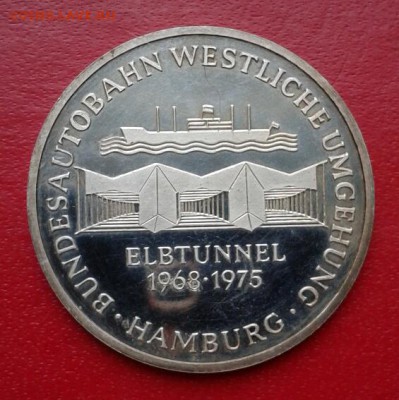 BUNDESAUTOBAHN WESTLICHE UMGEHUNG · HAMBURG ·
ELBTUNNEL
1968·1975